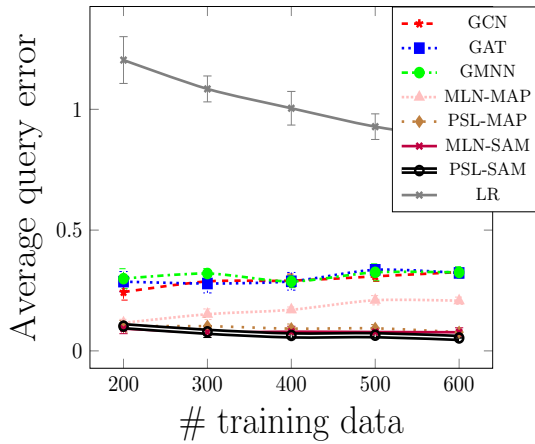 GCN
GAT
GMNN
MLN-MAP
PSL-MAP
MLN-SAM
PSL-SAM
LR
Average query error
1
0.5
0
200 300 400 500 600
# training data